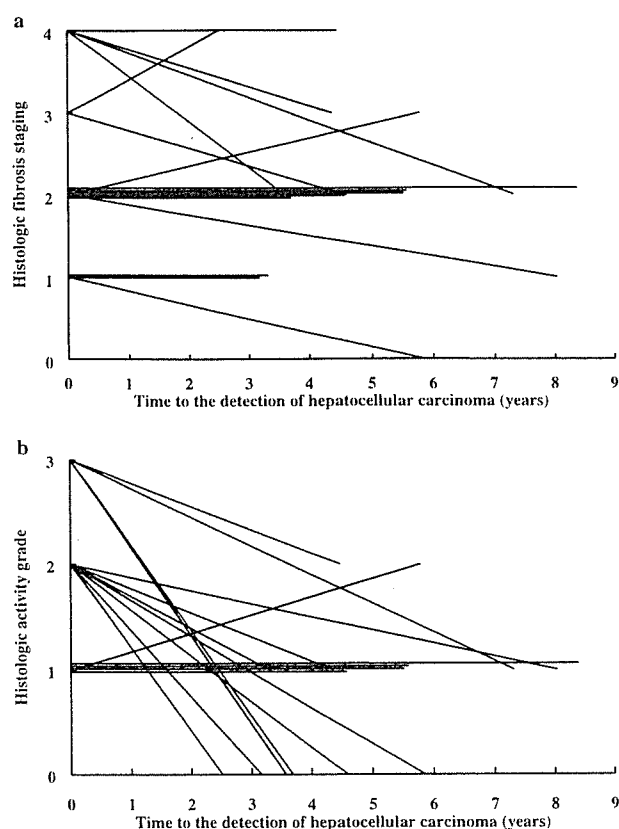 a
Histologic fibrosis staging
4
3
2
1
0
0 1 2 3 4 5 6 7 8 9
Time to the detection of hepatocellular carcinoma (years)
b
Histologic activity grade
3
2
1
0
0 1 2 3 4 5 6 7 8 9
Time to the detection of hepatocellular carcinoma (years)